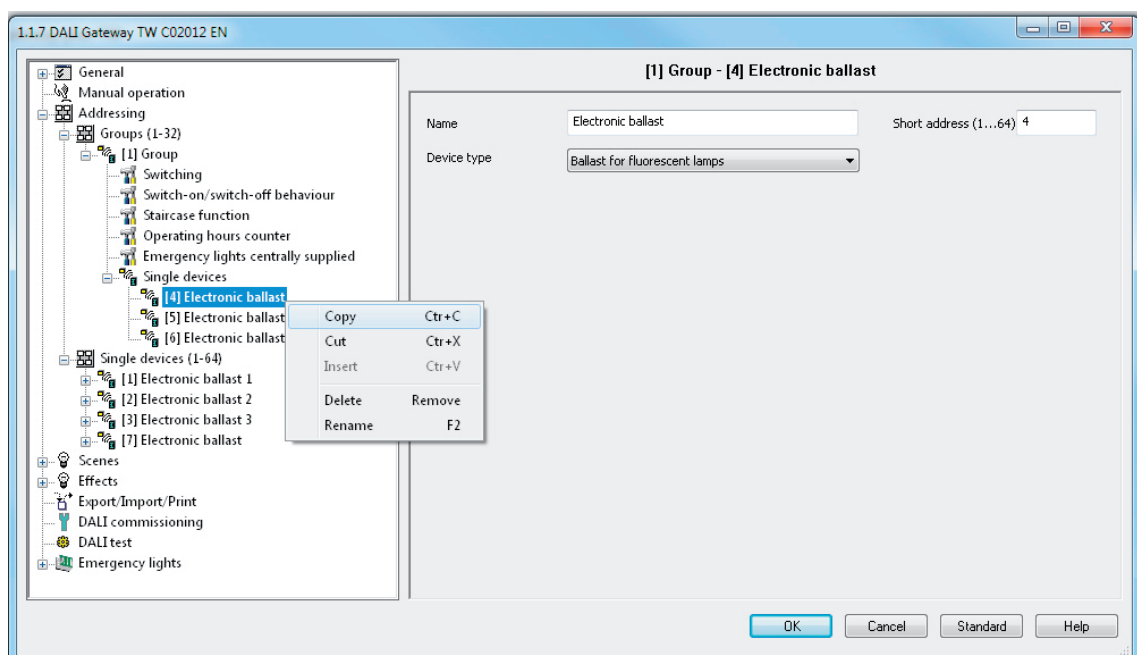 1.1.7 DALI Gateway TW C02012 EN
General
Manual operation
Addressing
Groups (1-32)
[1] Group
Switching
Switch-on/switch-off behaviour
Staircase function
Operating hours counter
Emergency lights centrally supplied
Single devices
[4] Electronic ballast
[5] Electronic ballast
[6] Electronic ballast
Single devices (1-64)
[1] Electronic ballast 1
[2] Electronic ballast 2
[3] Electronic ballast 3
[7] Electronic ballast
Scenes
Effects
Export/Import/Print
DALI commissioning
DALI test
Emergency lights
Copy Ctr+C
Cut Ctr+X
Insert Ctr+V
Delete Remove
Rename F2
[1] Group - [4] Electronic ballast
Name Electronic ballast Short address (1...64) 4
Device type Ballast for fluorescent lamps
OK Cancel Standard Help